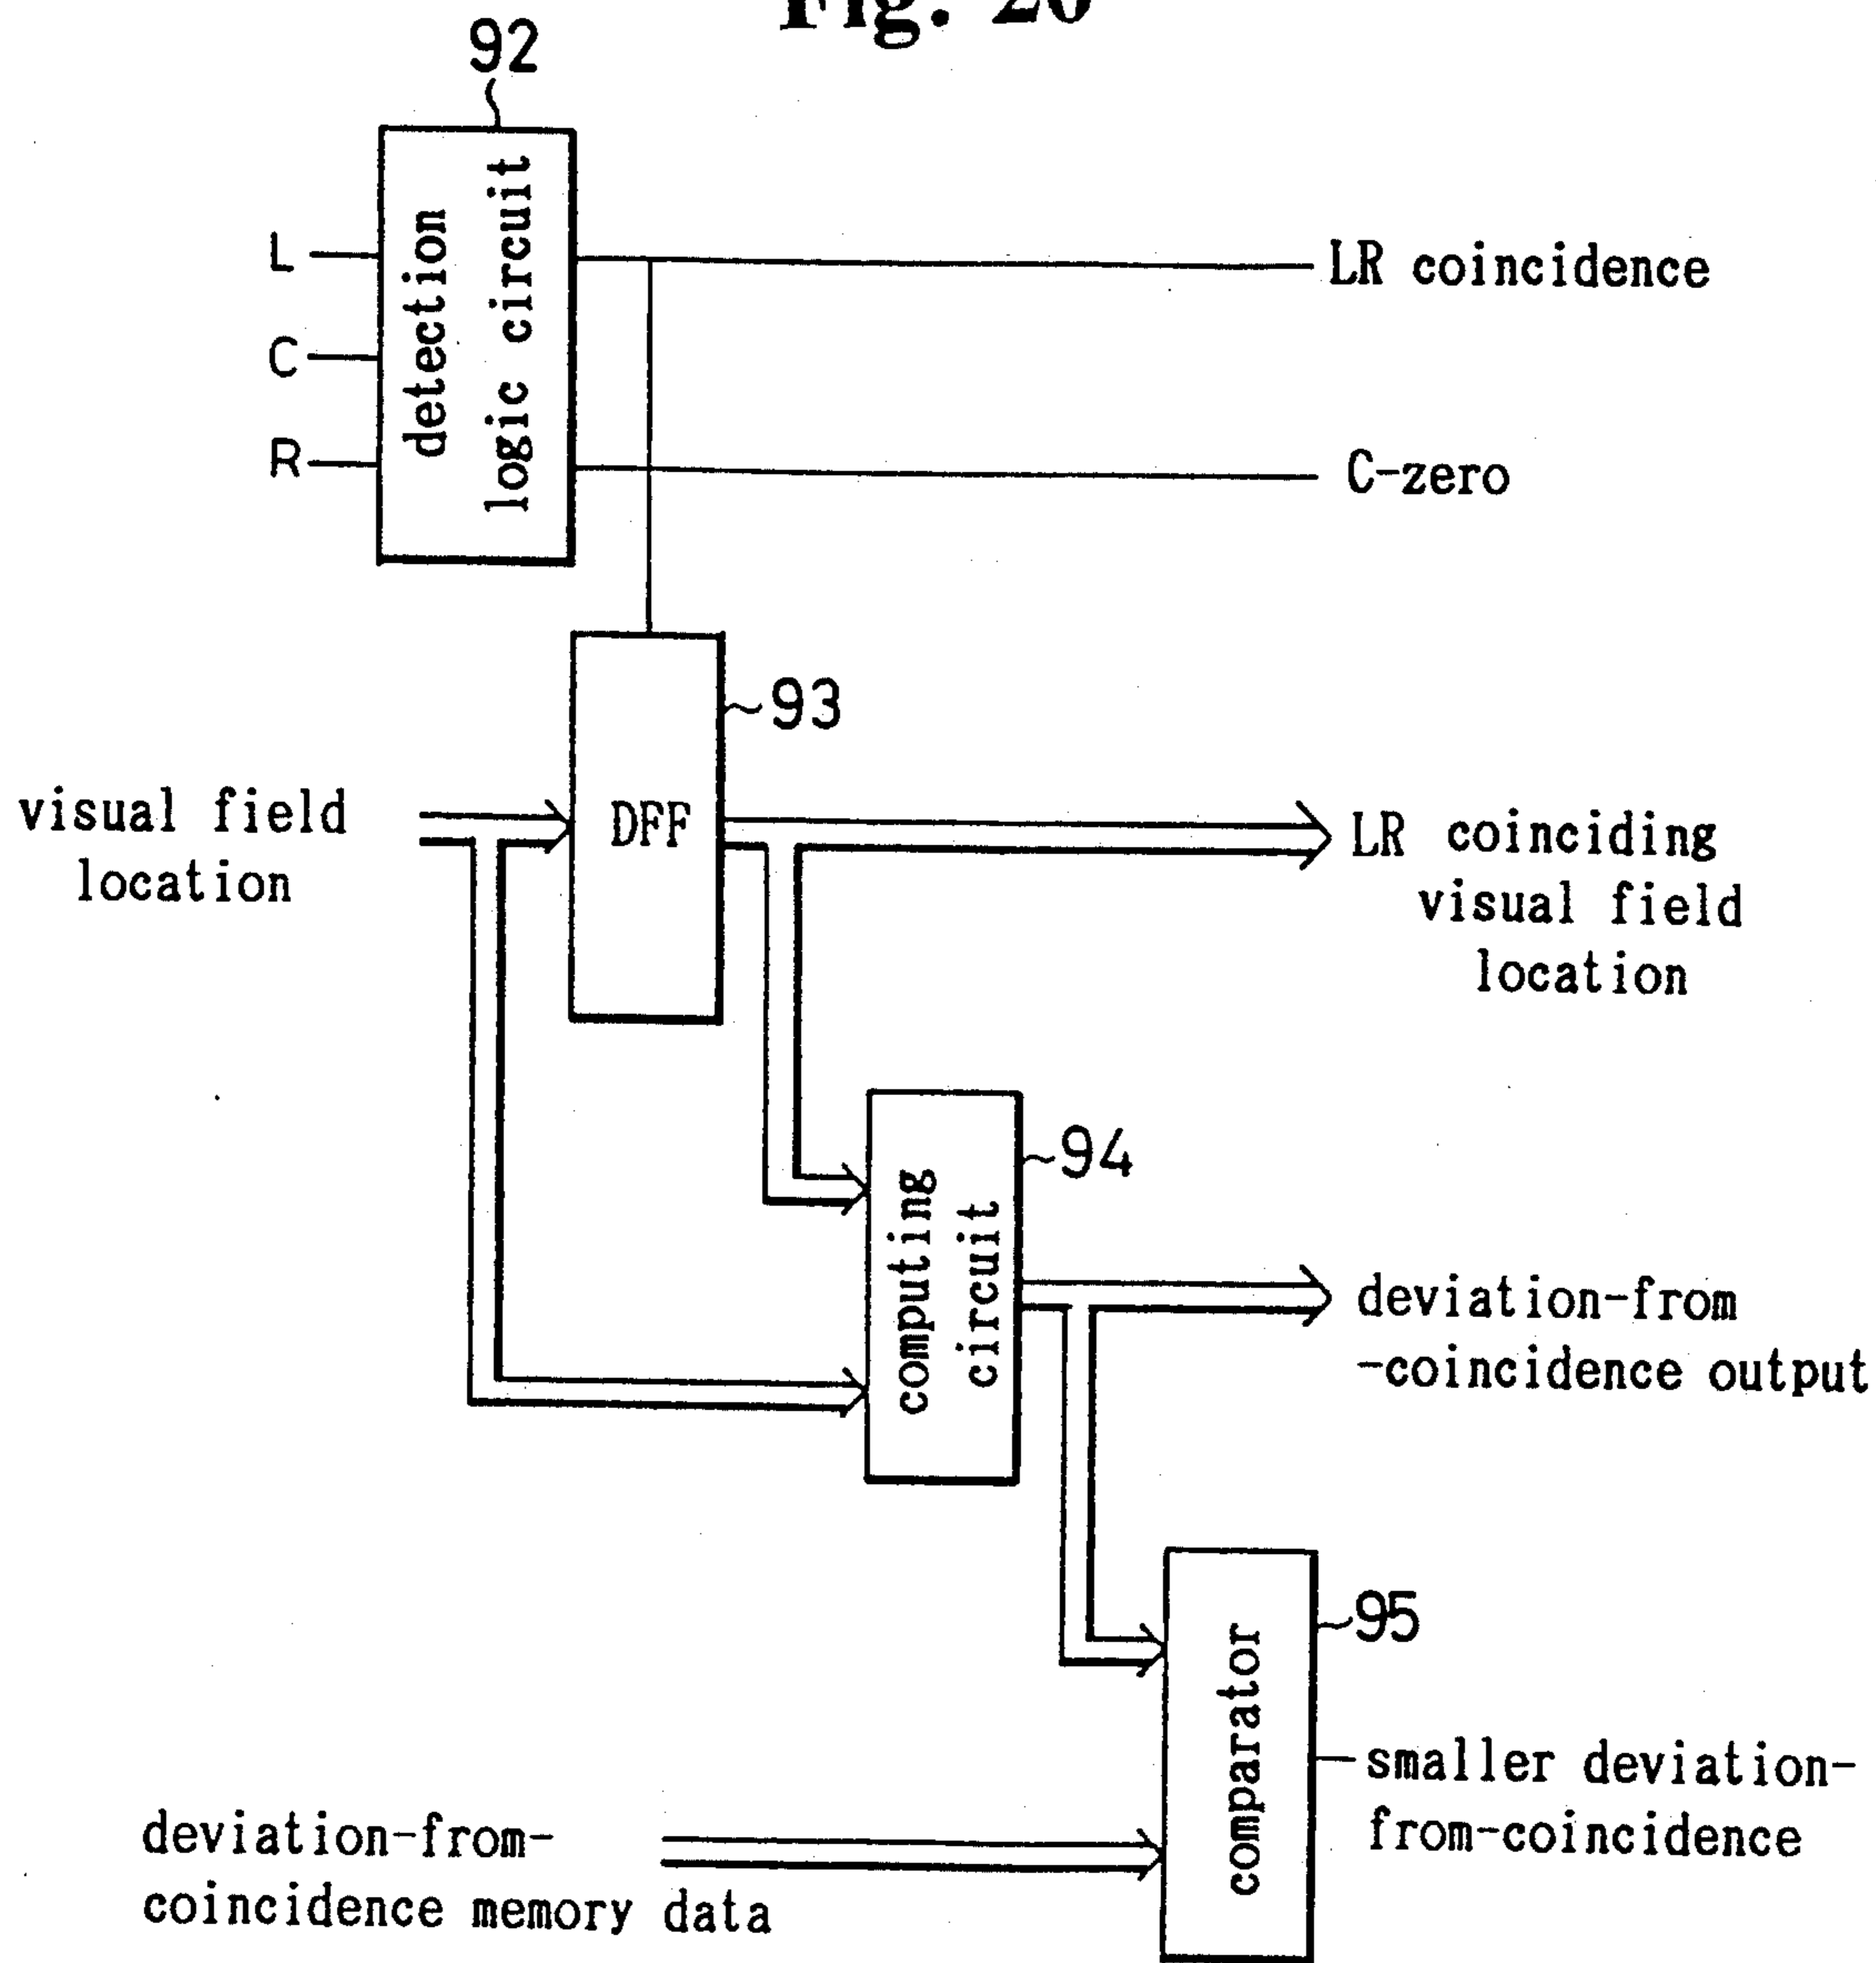 Fig. 20
92
detection
logic circuit
L
C
R
LR coincidence
C-zero
93
DFF
visual field
location
LR coinciding
visual field
location
94
computing
circuit
deviation-from
-coincidence output
95
comparator
smaller deviation-
from-coincidence
deviation-from-
coincidence memory data